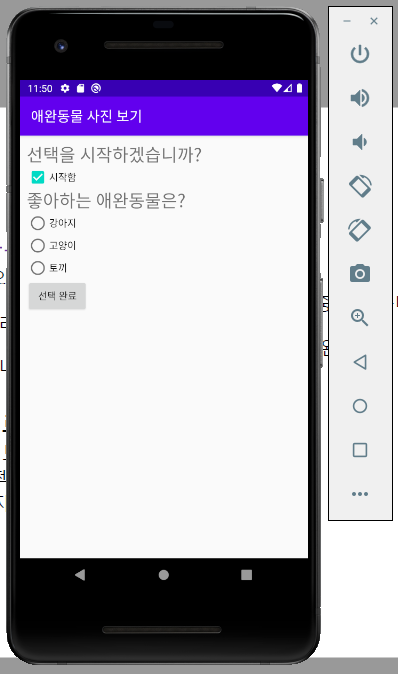 11:50
애완동물 사진 보기
선택을 시작하겠습니까?
시작함
좋아하는 애완동물은?
강아지
고양이
토끼
선택 완료